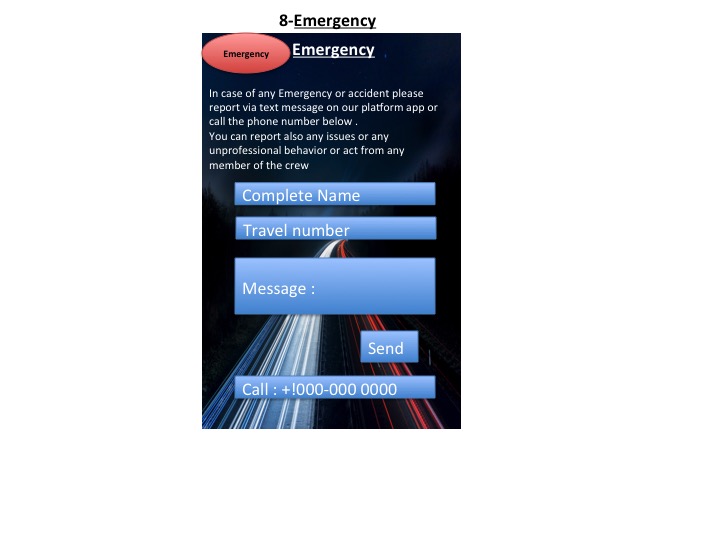 8-Emergency
Emergency
Emergency
In case of any Emergency or accident please
report via text message on our platform app or
call the phone number below .
You can report also any issues or any
unprofessional behavior or act from any
member of the crew
Complete Name
Travel number
Message :
Send
Call : +!000-000 0000